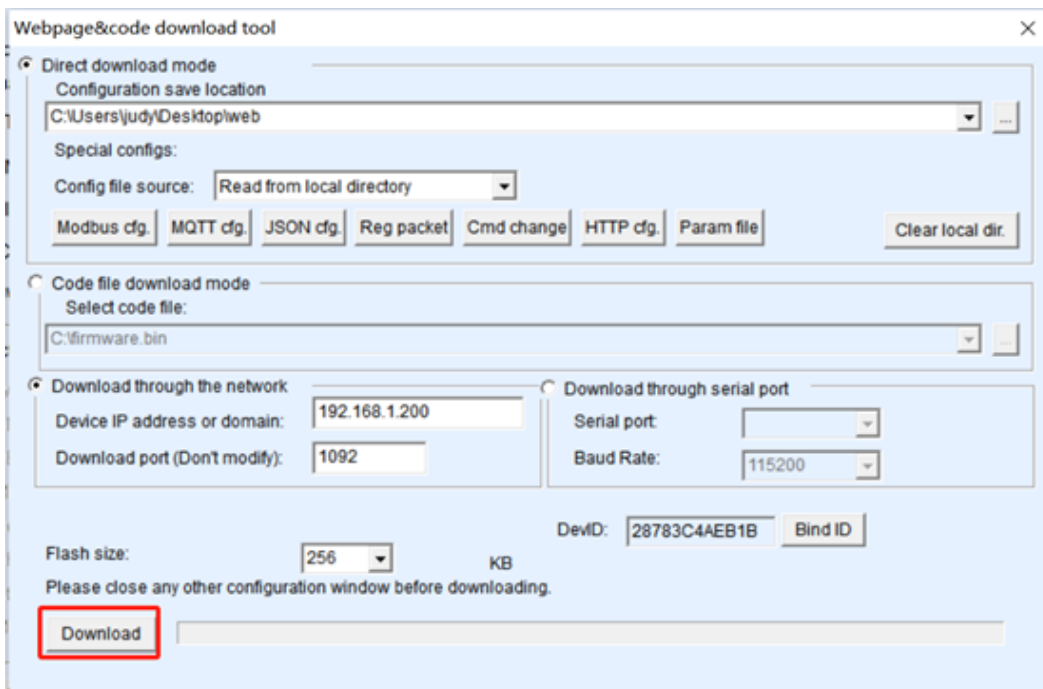 Webpage&code download tool
Direct download mode
Configuration save location
C:\Users\judy\Desktop\web
...
Special configs:
Config file source: Read from local directory
Modbus cfg. MQTT cfg. JSON cfg. Reg packet Cmd change HTTP cfg. Param file Clear local dir.
Code file download mode
Select code file:
C:\firmware.bin
...
Download through the network
Device IP address or domain: 192.168.1.200
Download port (Don't modify): 1092
Download through serial port
Serial port:
Baud Rate: 115200
DevID: 28783C4AEB1B Bind ID
Flash size: 256 KB
Please close any other configuration window before downloading.
Download